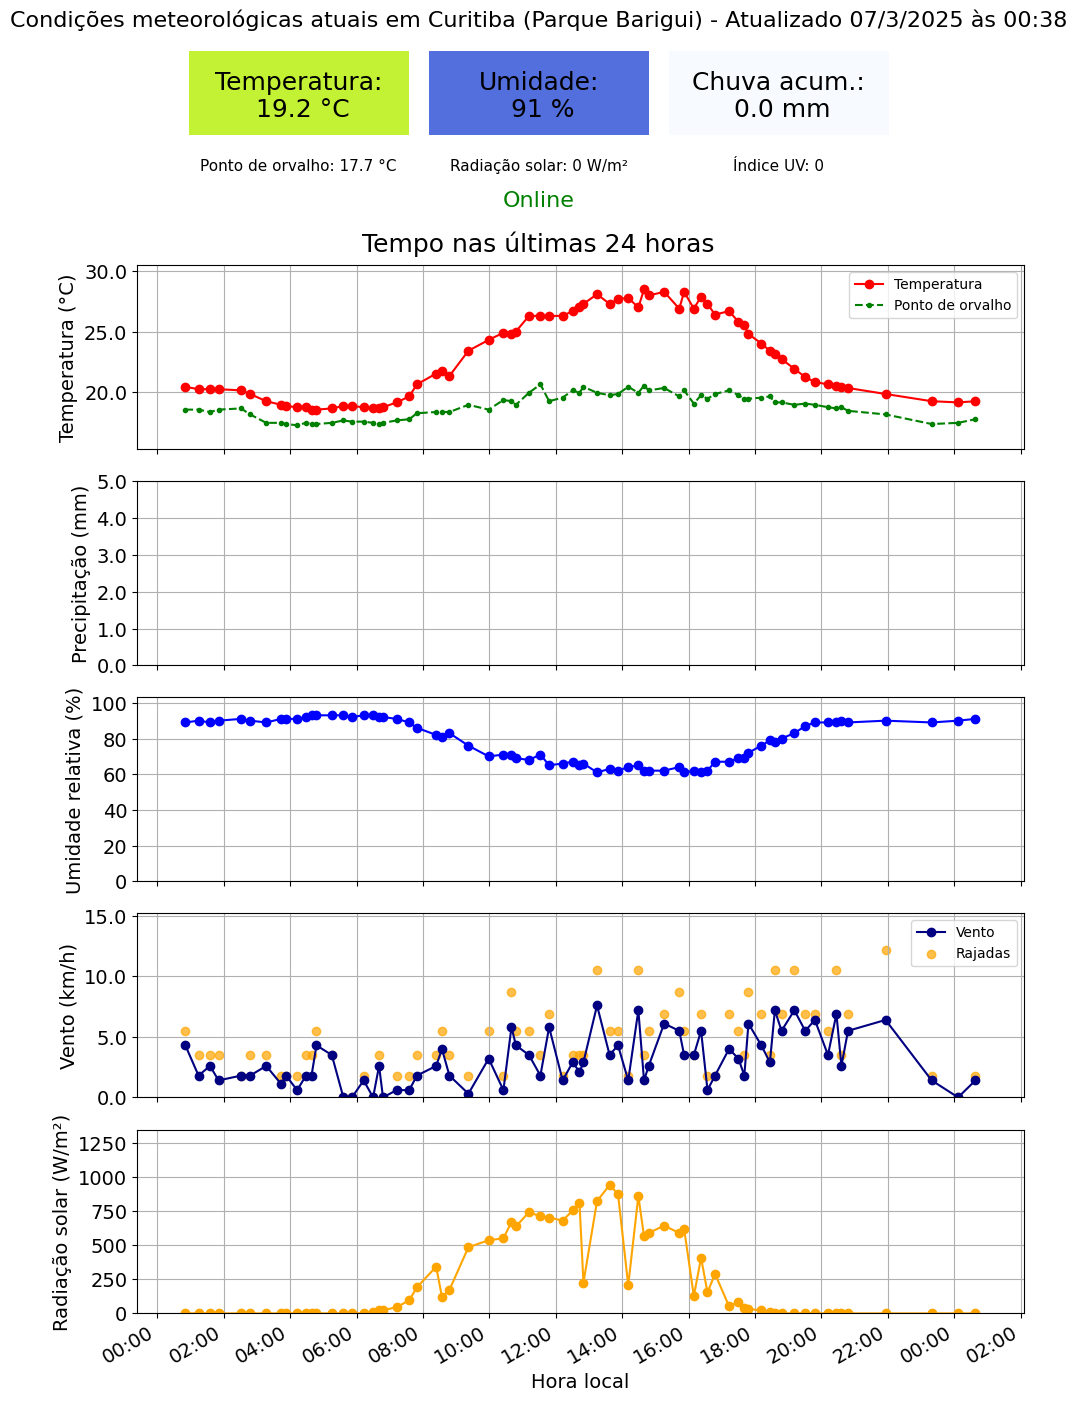 Condições meteorológicas atuais em Curitiba (Parque Barigui) - Atualizado 07/3/2025 às 00:38
Temperatura:
19.2 °C
Umidade:
91 %
Chuva acum.:
0.0 mm
Ponto de orvalho: 17.7 °C
Radiação solar: 0 W/m²
Índice UV: 0
Online
Tempo nas últimas 24 horas
Temperatura (°C)
30.0
25.0
20.0
Temperatura
Ponto de orvalho
Precipitação (mm)
5.0
4.0
3.0
2.0
1.0
0.0
Umidade relativa (%)
100
80
60
40
20
0
Vento (km/h)
15.0
10.0
5.0
0.0
Vento
Rajadas
Radiação solar (W/m²)
1250
1000
750
500
250
0
00:00
02:00
04:00
06:00
08:00
10:00
12:00
14:00
16:00
18:00
20:00
22:00
00:00
02:00
Hora local